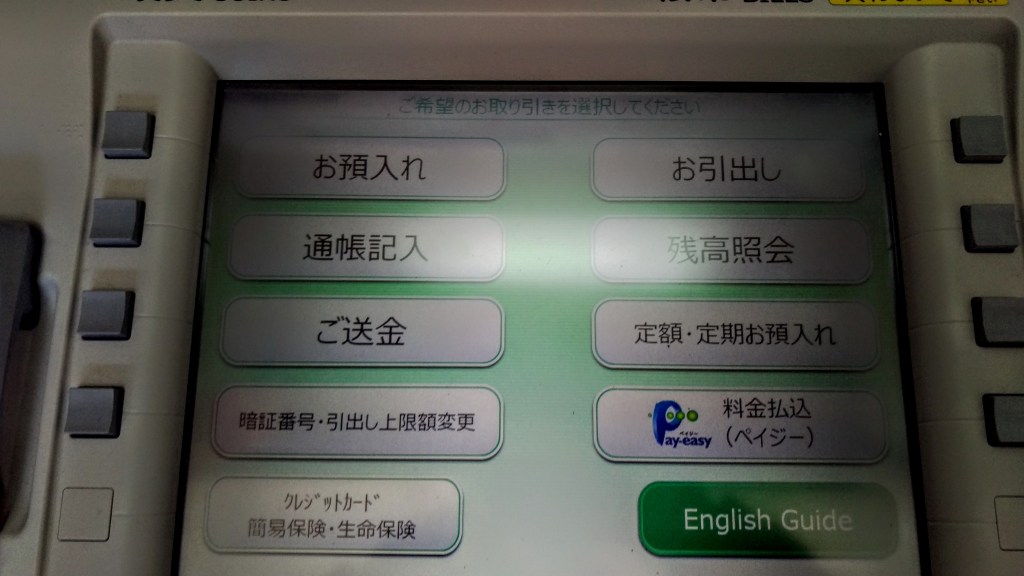 ご希望のお取り引きを選択してください
お預入れ
お引出し
通帳記入
残高照会
ご送金
定額・定期お預入れ
暗証番号・引出し上限額変更
ペイジー
Pay-easy
料金払込
(ペイジー)
クレジットカード
簡易保険・生命保険
English Guide